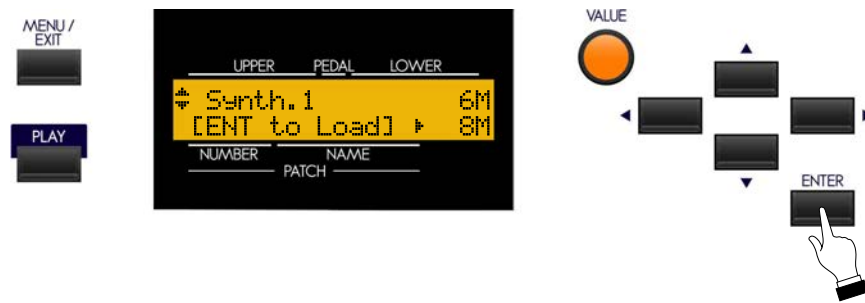 MENU /
EXIT
PLAY
UPPER PEDAL LOWER
Synth.1 6M
[ENT to Load] 8M
NUMBER NAME
PATCH
VALUE
ENTER